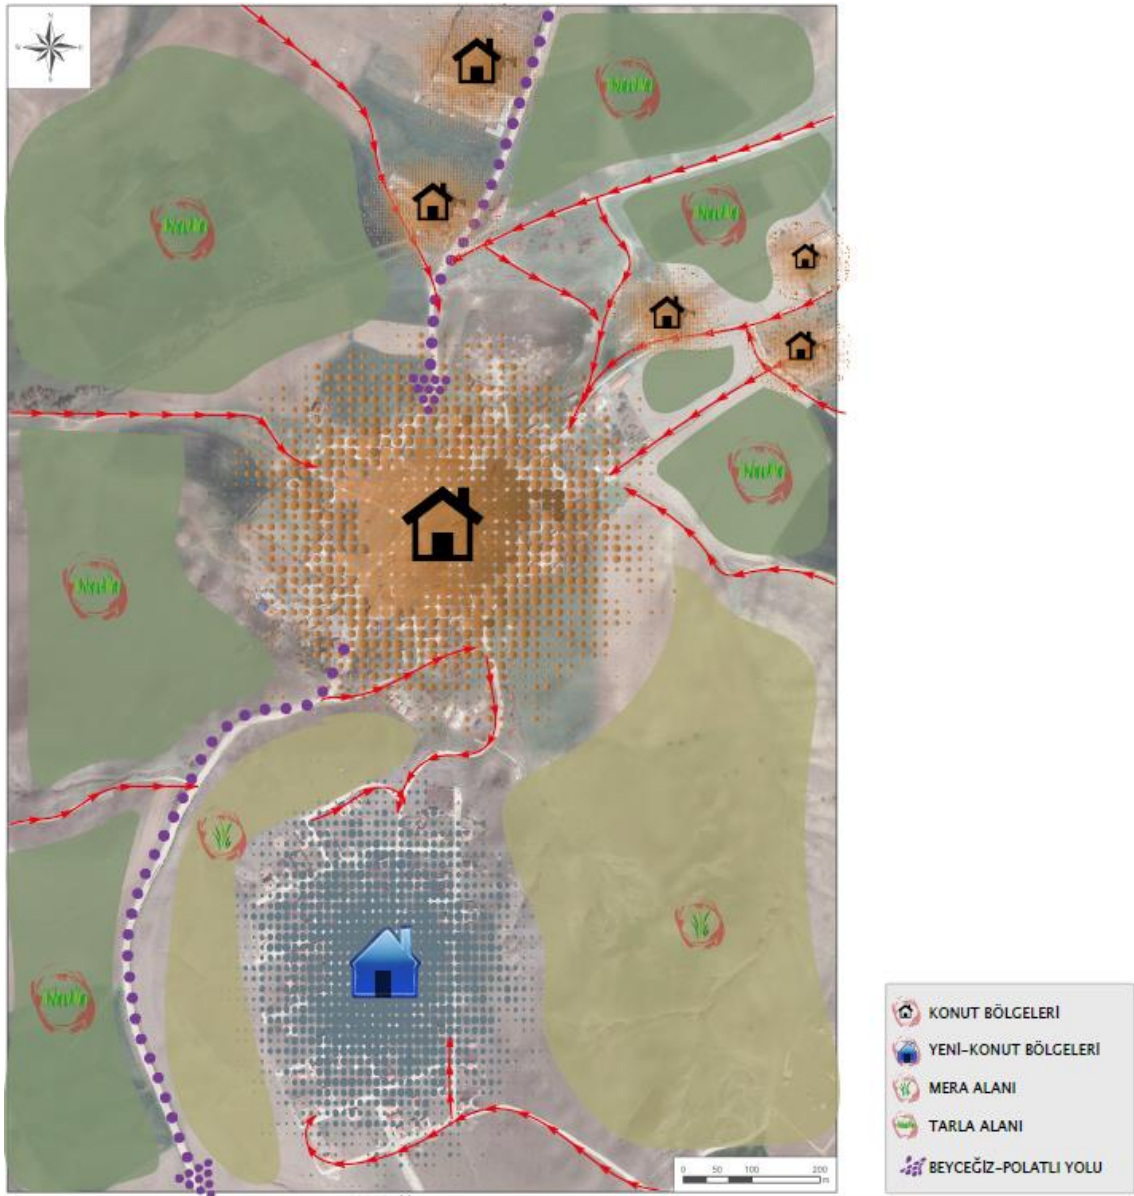 N
0 50 100 200
m
KONUT BÖLGELERİ
YENİ-KONUT BÖLGELERİ
MERA ALANI
TARLA ALANI
BEYCEĞİZ-POLATLI YOLU